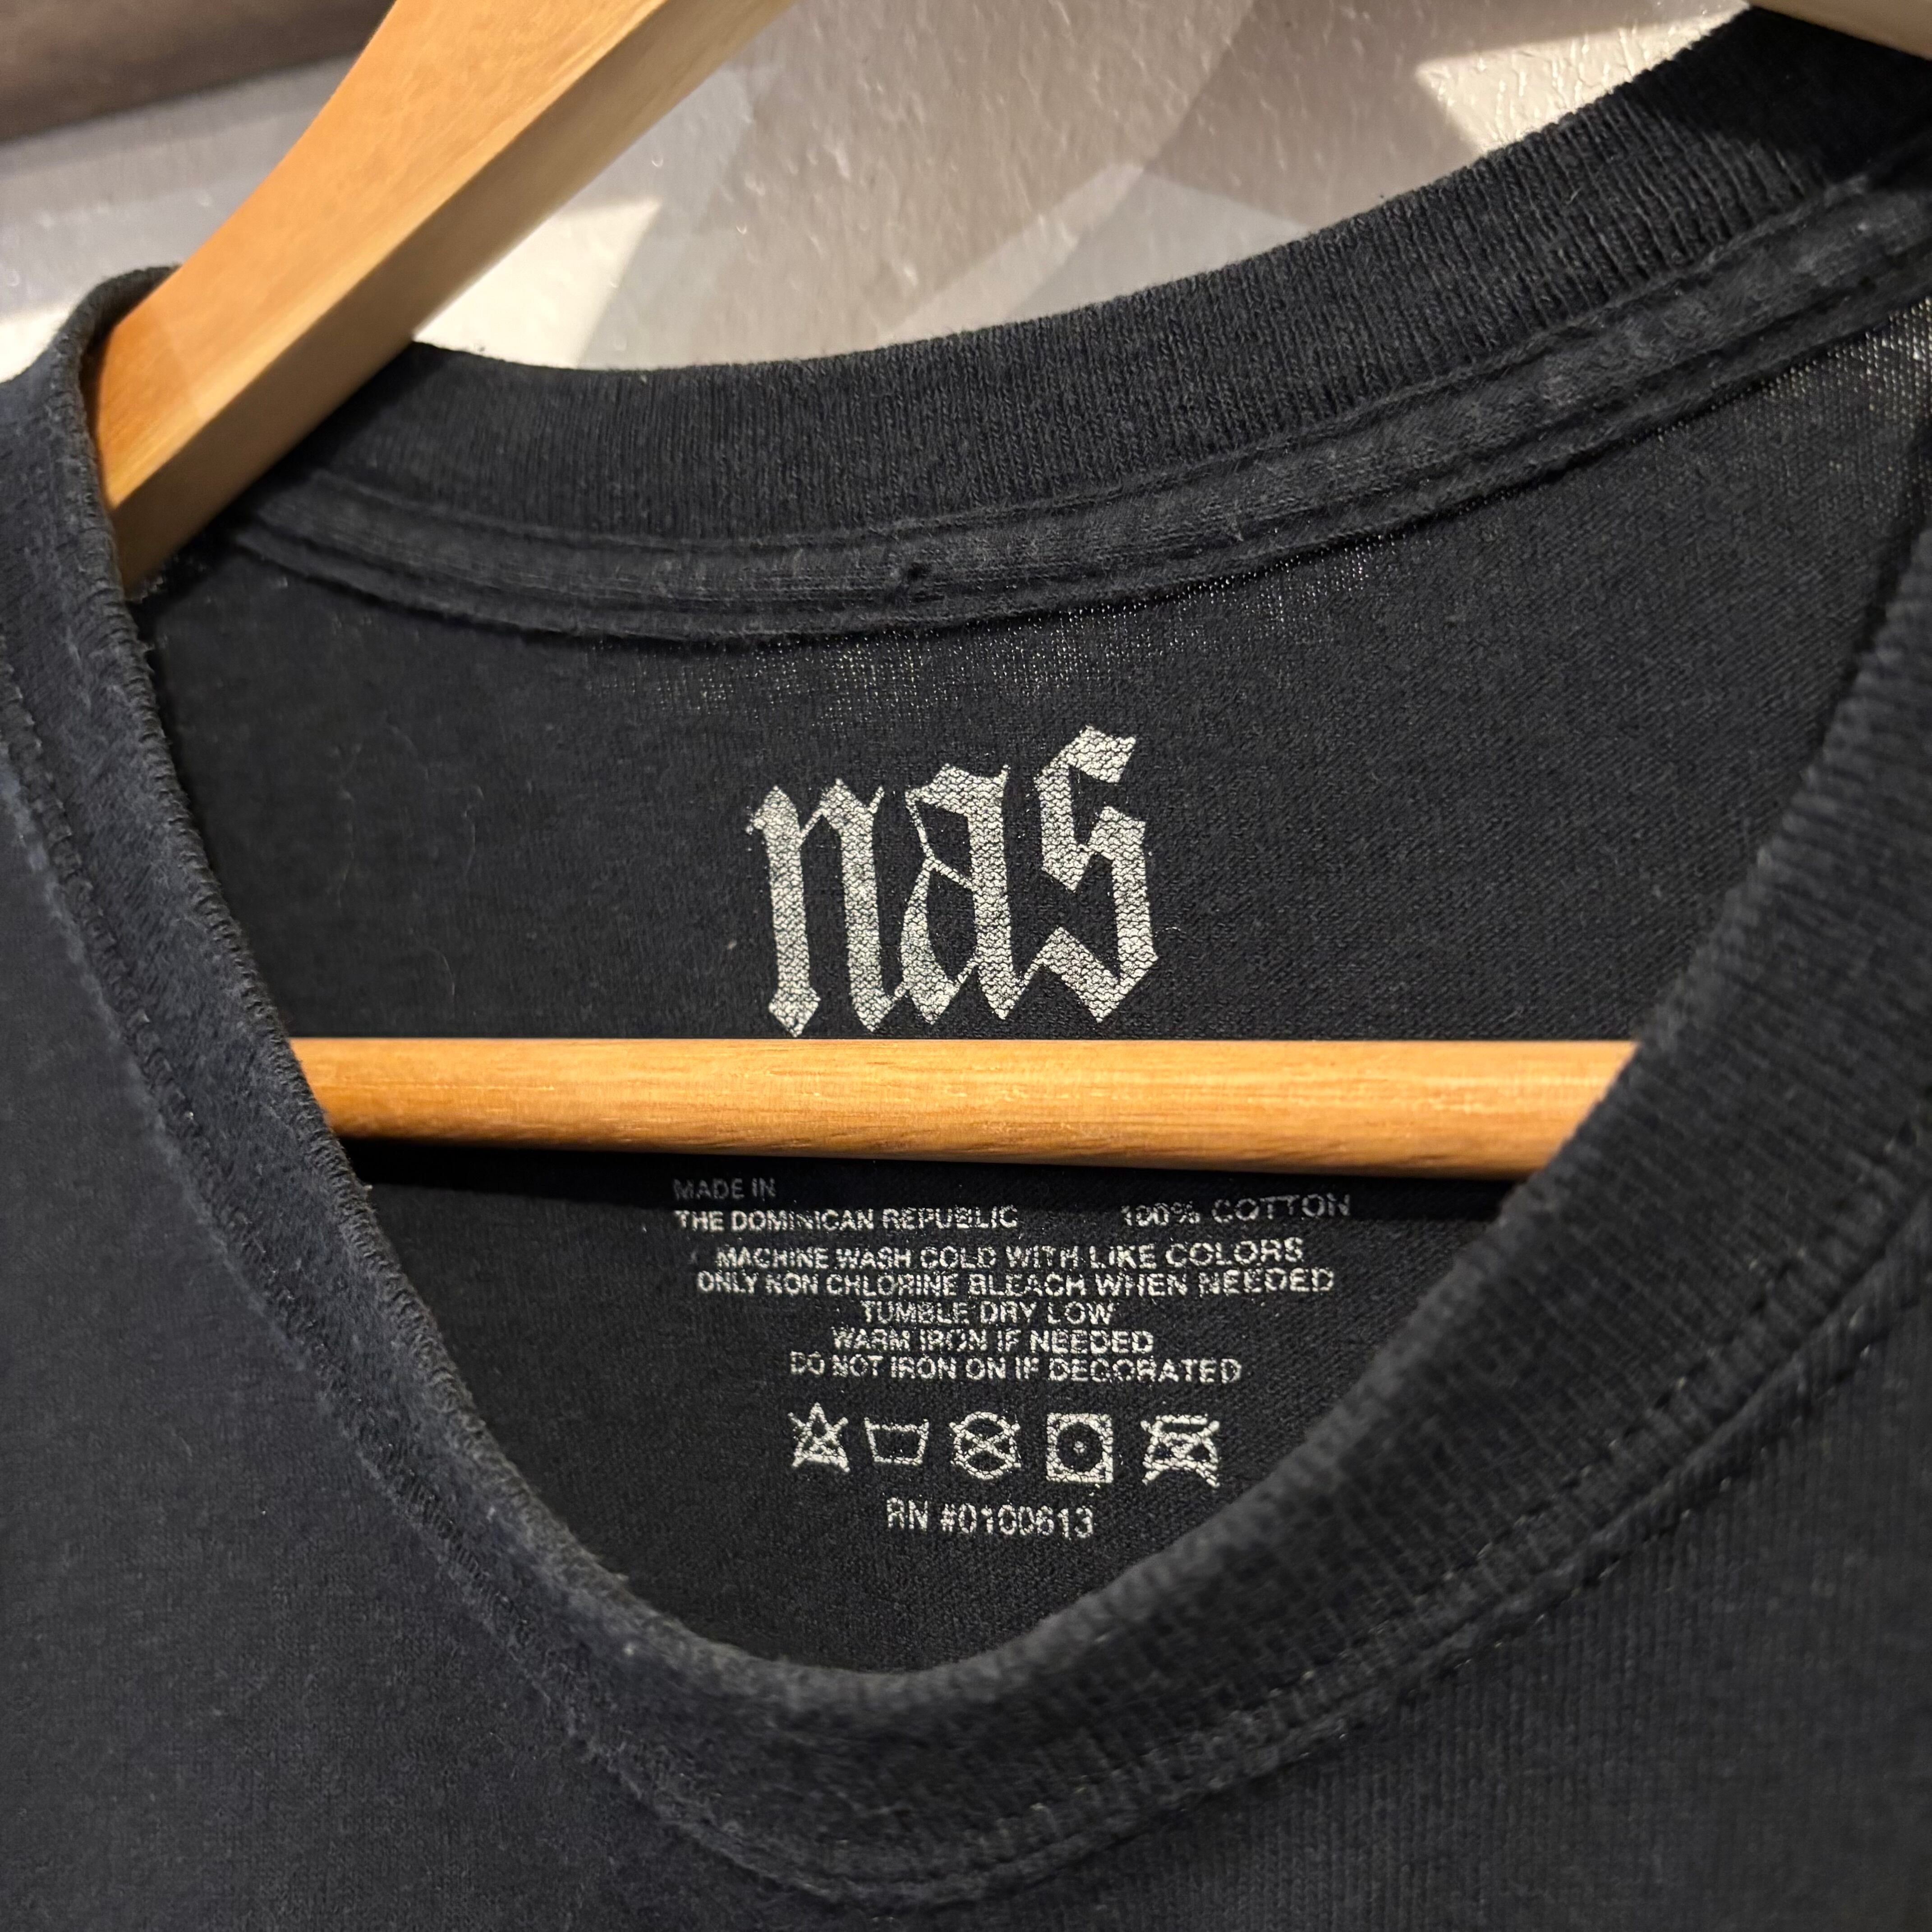 nas
MADE IN
THE DOMINICAN REPUBLIC 100% COTTON
MACHINE WASH COLD WITH LIKE COLORS
ONLY NON CHLORINE BLEACH WHEN NEEDED
TUMBLE DRY LOW
WARM IRON IF NEEDED
DO NOT IRON ON IF DECORATED
RN #0100613